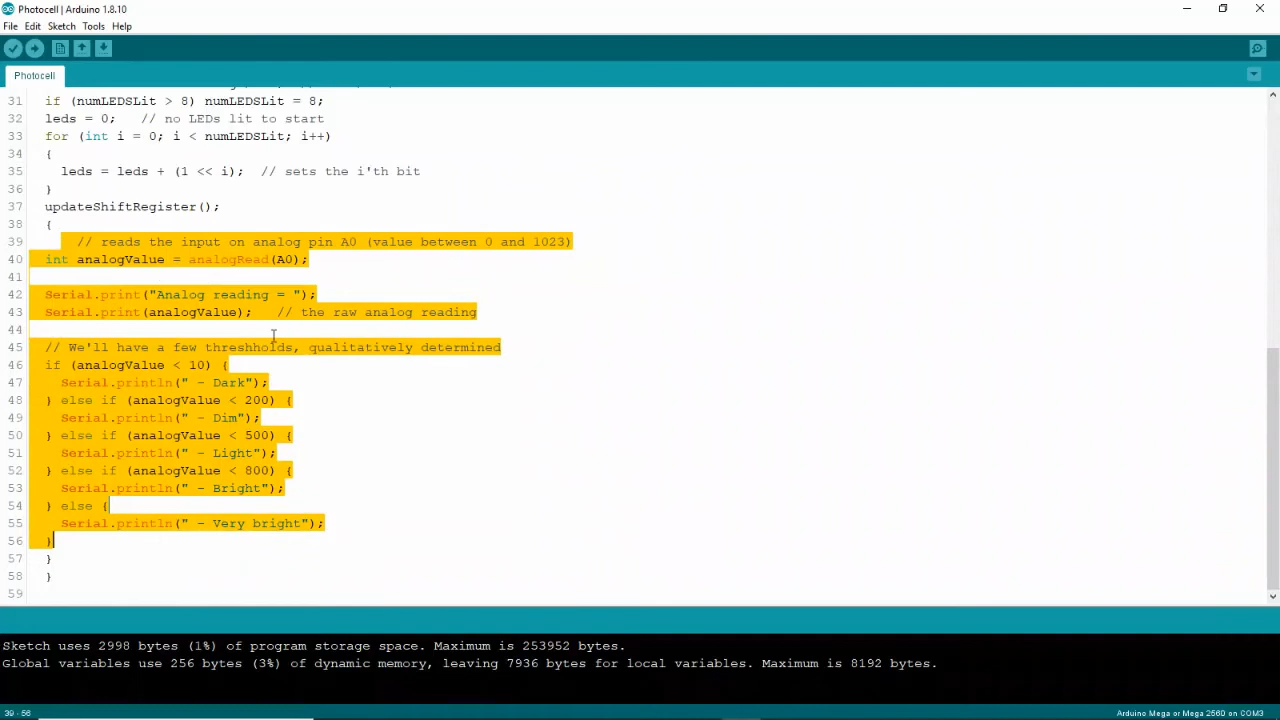 Photocell | Arduino 1.8.10
File Edit Sketch Tools Help
Photocell
31 if (numLEDSLit > 8) numLEDSLit = 8;
32 leds = 0; // no LEDs lit to start
33 for (int i = 0; i < numLEDSLit; i++)
34 {
35 leds = leds + (1 << i); // sets the i'th bit
36 }
37 updateShiftRegister();
38 {
39 // reads the input on analog pin A0 (value between 0 and 1023)
40 int analogValue = analogRead(A0);
41
42 Serial.print("Analog reading = ");
43 Serial.print(analogValue); // the raw analog reading
44
45 // We'll have a few threshholds, qualitatively determined
46 if (analogValue < 10) {
47 Serial.println(" - Dark");
48 } else if (analogValue < 200) {
49 Serial.println(" - Dim");
50 } else if (analogValue < 500) {
51 Serial.println(" - Light");
52 } else if (analogValue < 800) {
53 Serial.println(" - Bright");
54 } else {
55 Serial.println(" - Very bright");
56 }
57 }
58 }
59
Sketch uses 2998 bytes (1%) of program storage space. Maximum is 253952 bytes.
Global variables use 256 bytes (3%) of dynamic memory, leaving 7936 bytes for local variables. Maximum is 8192 bytes.
39 - 56 Arduino Mega or Mega 2560 on COM3